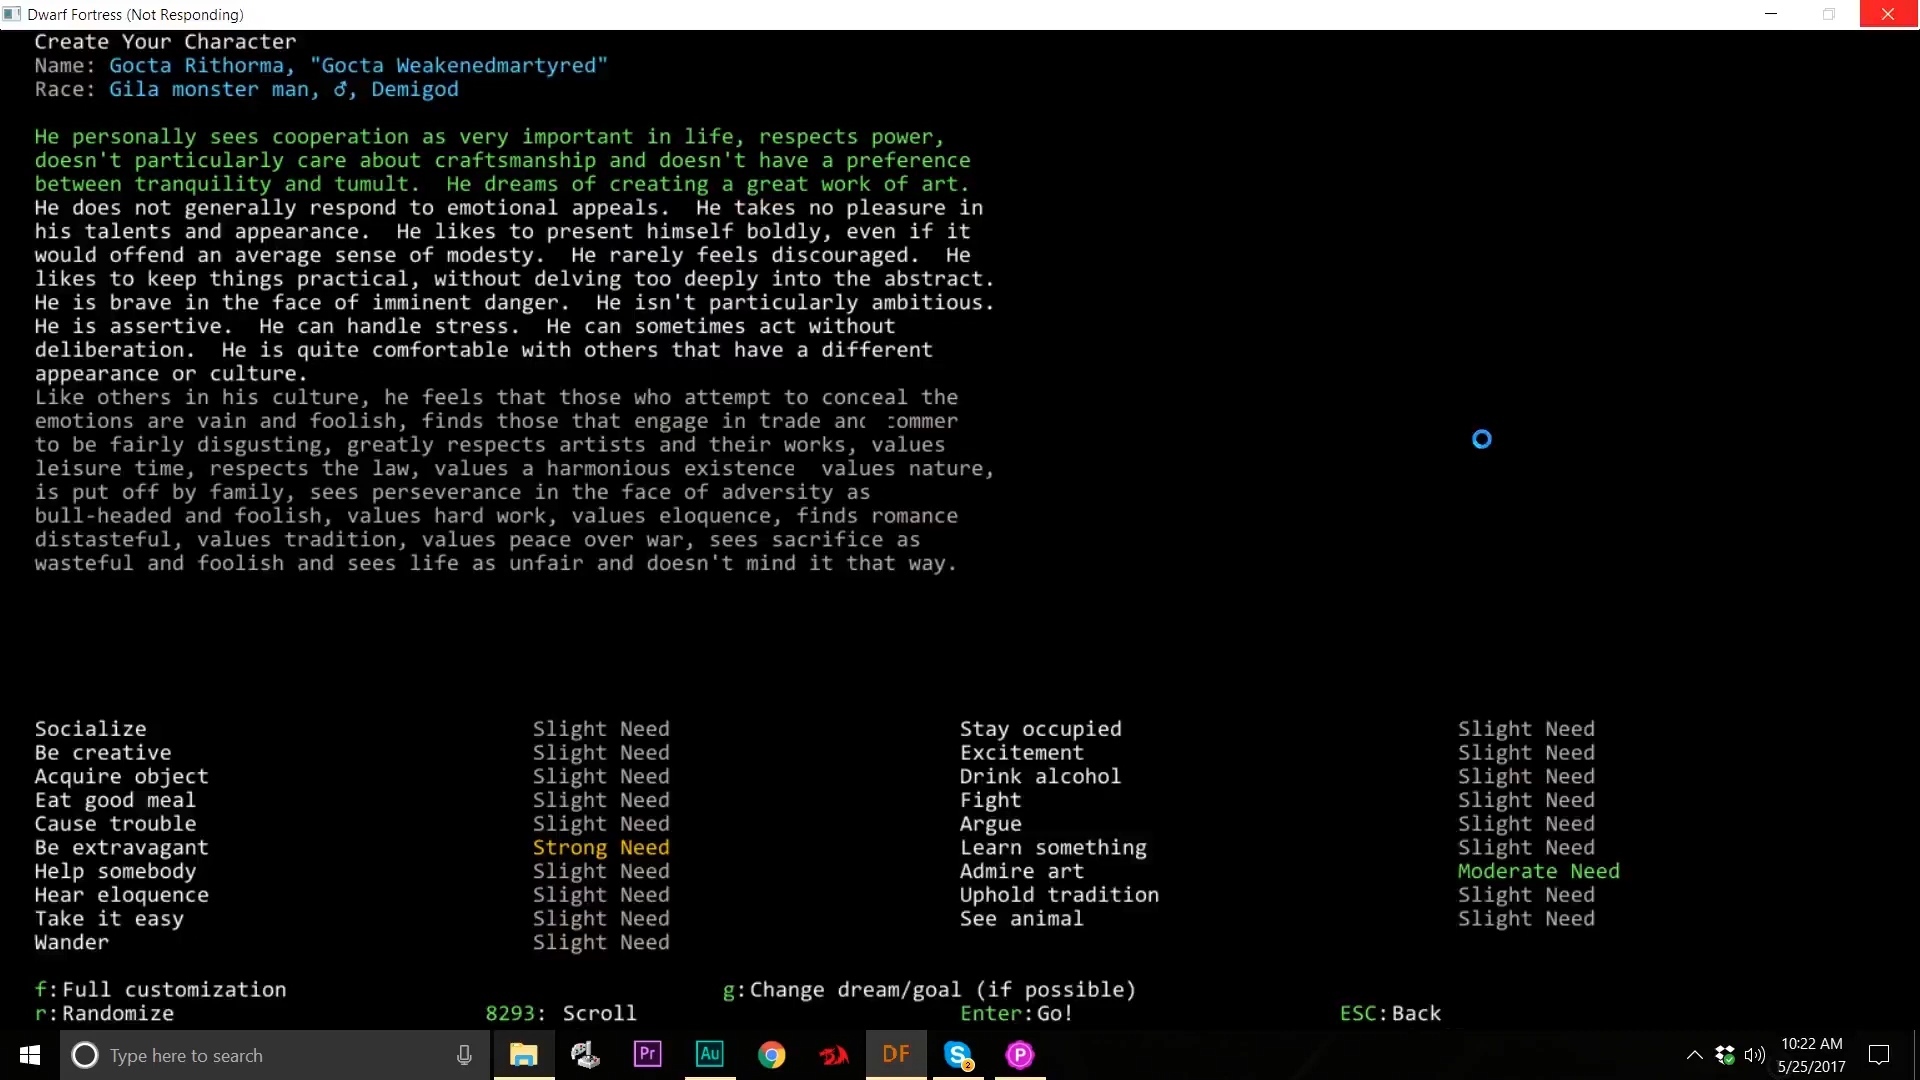 Dwarf Fortress (Not Responding)
Create Your Character
Name: Gocta Rithorma, "Gocta Weakenedmartyred"
Race: Gila monster man, ♂, Demigod
He personally sees cooperation as very important in life, respects power,
doesn't particularly care about craftsmanship and doesn't have a preference
between tranquility and tumult.  He dreams of creating a great work of art.
He does not generally respond to emotional appeals.  He takes no pleasure in
his talents and appearance.  He likes to present himself boldly, even if it
would offend an average sense of modesty.  He rarely feels discouraged.  He
likes to keep things practical, without delving too deeply into the abstract.
He is brave in the face of imminent danger.  He isn't particularly ambitious.
He is assertive.  He can handle stress.  He can sometimes act without
deliberation.  He is quite comfortable with others that have a different
appearance or culture.
Like others in his culture, he feels that those who attempt to conceal the
emotions are vain and foolish, finds those that engage in trade and commer
to be fairly disgusting, greatly respects artists and their works, values
leisure time, respects the law, values a harmonious existence  values nature,
is put off by family, sees perseverance in the face of adversity as
bull-headed and foolish, values hard work, values eloquence, finds romance
distasteful, values tradition, values peace over war, sees sacrifice as
wasteful and foolish and sees life as unfair and doesn't mind it that way.
Socialize Slight Need Stay occupied Slight Need
Be creative Slight Need Excitement Slight Need
Acquire object Slight Need Drink alcohol Slight Need
Eat good meal Slight Need Fight Slight Need
Cause trouble Slight Need Argue Slight Need
Be extravagant Strong Need Learn something Slight Need
Help somebody Slight Need Admire art Moderate Need
Hear eloquence Slight Need Uphold tradition Slight Need
Take it easy Slight Need See animal Slight Need
Wander Slight Need
f:Full customization g:Change dream/goal (if possible)
r:Randomize 8293: Scroll Enter:Go! ESC:Back
Type here to search Pr Au DF S 2 P 10:22 AM
5/25/2017